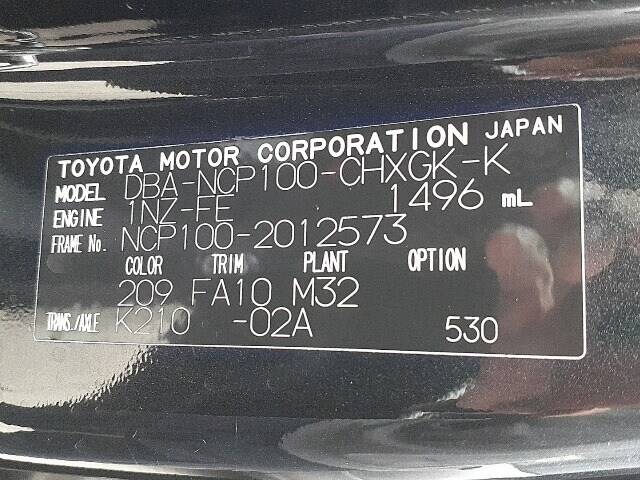 TOYOTA MOTOR CORPORATION JAPAN
MODEL DBA-NCP100-CHXGK-K
ENGINE 1NZ-FE 1496 mL
FRAME No. NCP100-2012573
COLOR TRIM PLANT OPTION
209 FA10 M32
TRANS./AXLE K210 -02A 530